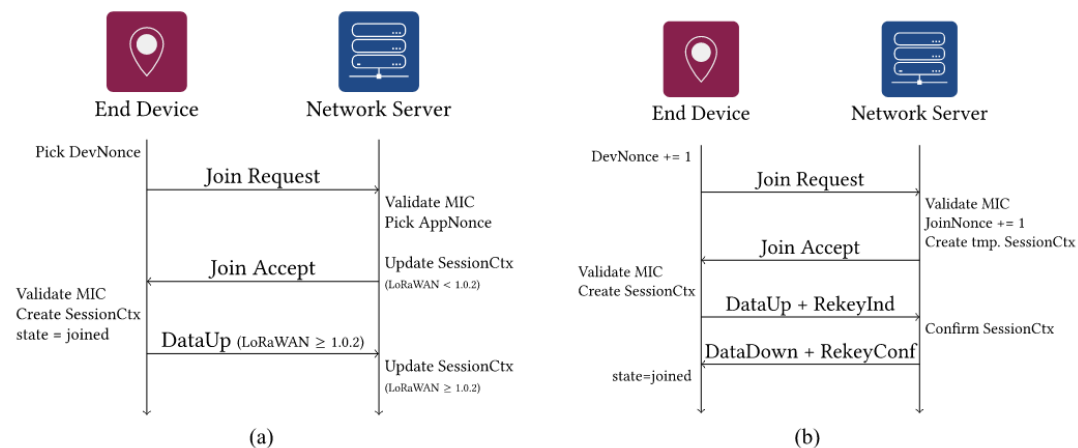 End Device
Network Server
Pick DevNonce
Join Request
Validate MIC
Pick AppNonce
Join Accept
Update SessionCtx
(LoRaWAN < 1.0.2)
Validate MIC
Create SessionCtx
state = joined
DataUp (LoRaWAN ≥ 1.0.2)
Update SessionCtx
(LoRaWAN ≥ 1.0.2)
(a)
End Device
Network Server
DevNonce += 1
Join Request
Validate MIC
JoinNonce += 1
Create tmp. SessionCtx
Join Accept
Validate MIC
Create SessionCtx
DataUp + RekeyInd
Confirm SessionCtx
DataDown + RekeyConf
state=joined
(b)